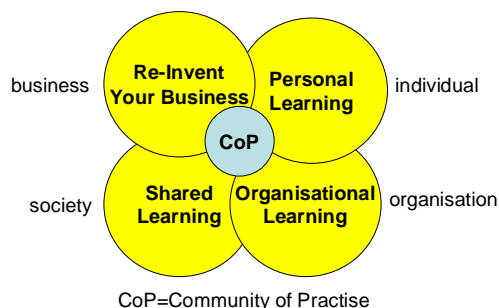 business
Re-Invent
Your Business
Personal
Learning
individual
CoP
society
Shared
Learning
Organisational
Learning
organisation
CoP=Community of Practise